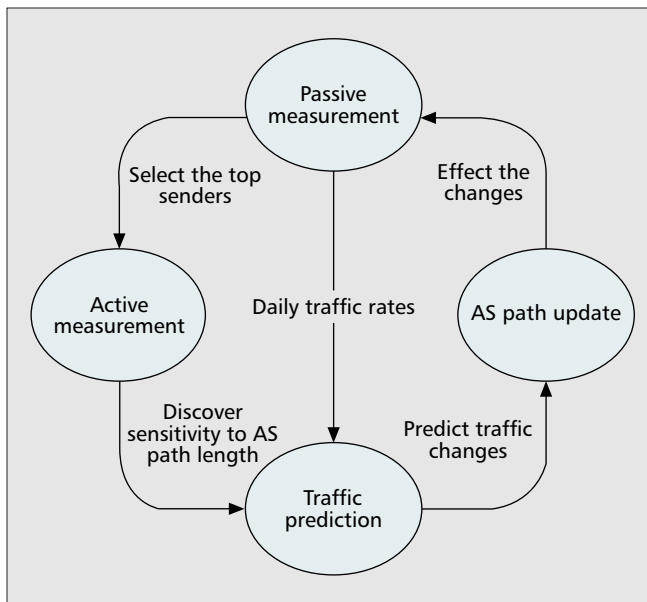 Passive
measurement
Select the top
senders
Effect the
changes
Active
measurement
Daily traffic rates
AS path update
Discover
sensitivity to AS
path length
Predict traffic
changes
Traffic
prediction